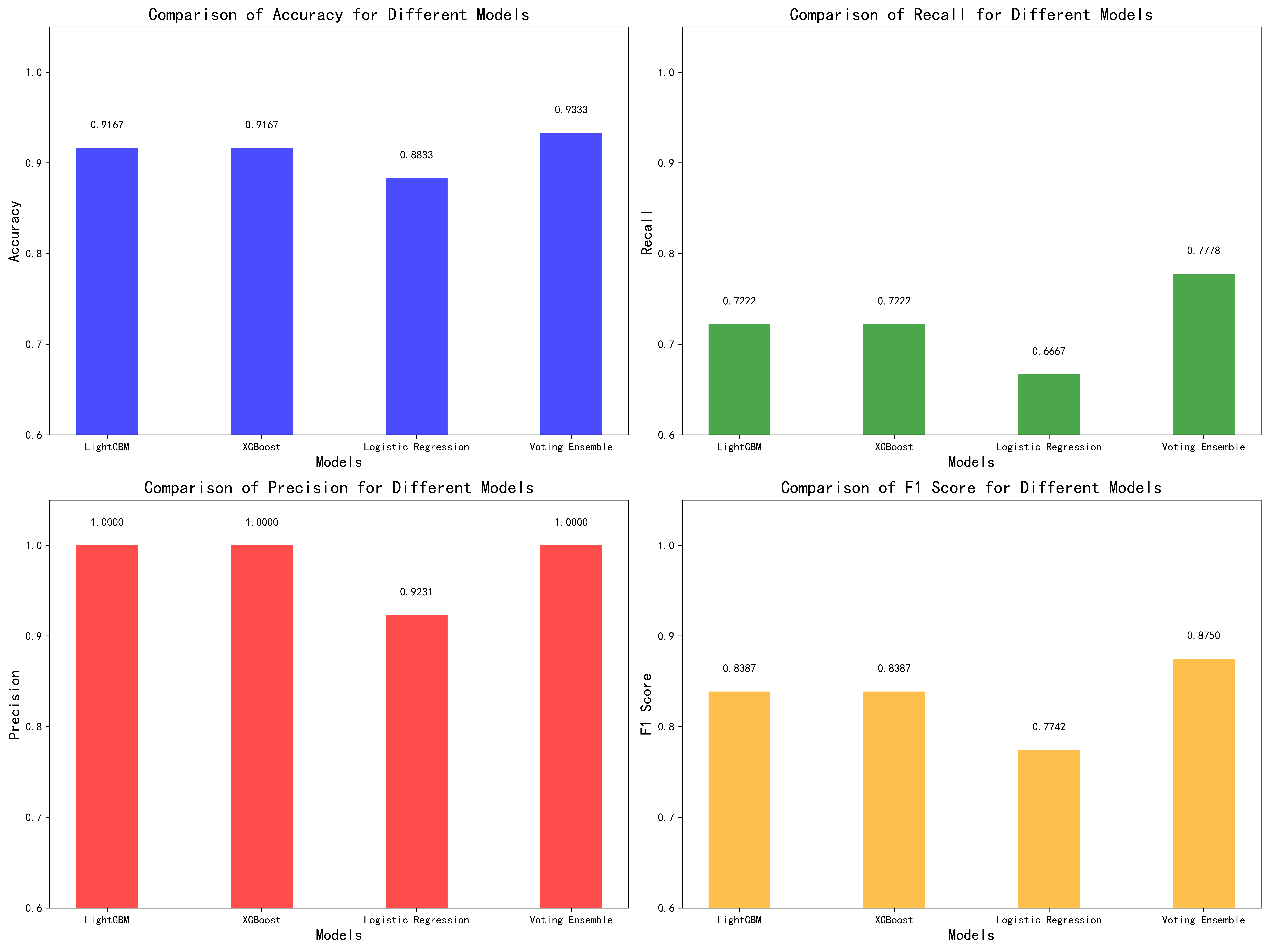 Comparison of Accuracy for Different Models
Accuracy
1.0
0.9
0.8
0.7
0.6
0.9167
0.9167
0.8833
0.9333
LightGBM
XGBoost
Logistic Regression
Voting Ensemble
Models
Comparison of Recall for Different Models
Recall
1.0
0.9
0.8
0.7
0.6
0.7222
0.7222
0.6667
0.7778
LightGBM
XGBoost
Logistic Regression
Voting Ensemble
Models
Comparison of Precision for Different Models
Precision
1.0
0.9
0.8
0.7
0.6
1.0000
1.0000
0.9231
1.0000
LightGBM
XGBoost
Logistic Regression
Voting Ensemble
Models
Comparison of F1 Score for Different Models
F1 Score
1.0
0.9
0.8
0.7
0.6
0.8387
0.8387
0.7742
0.8750
LightGBM
XGBoost
Logistic Regression
Voting Ensemble
Models